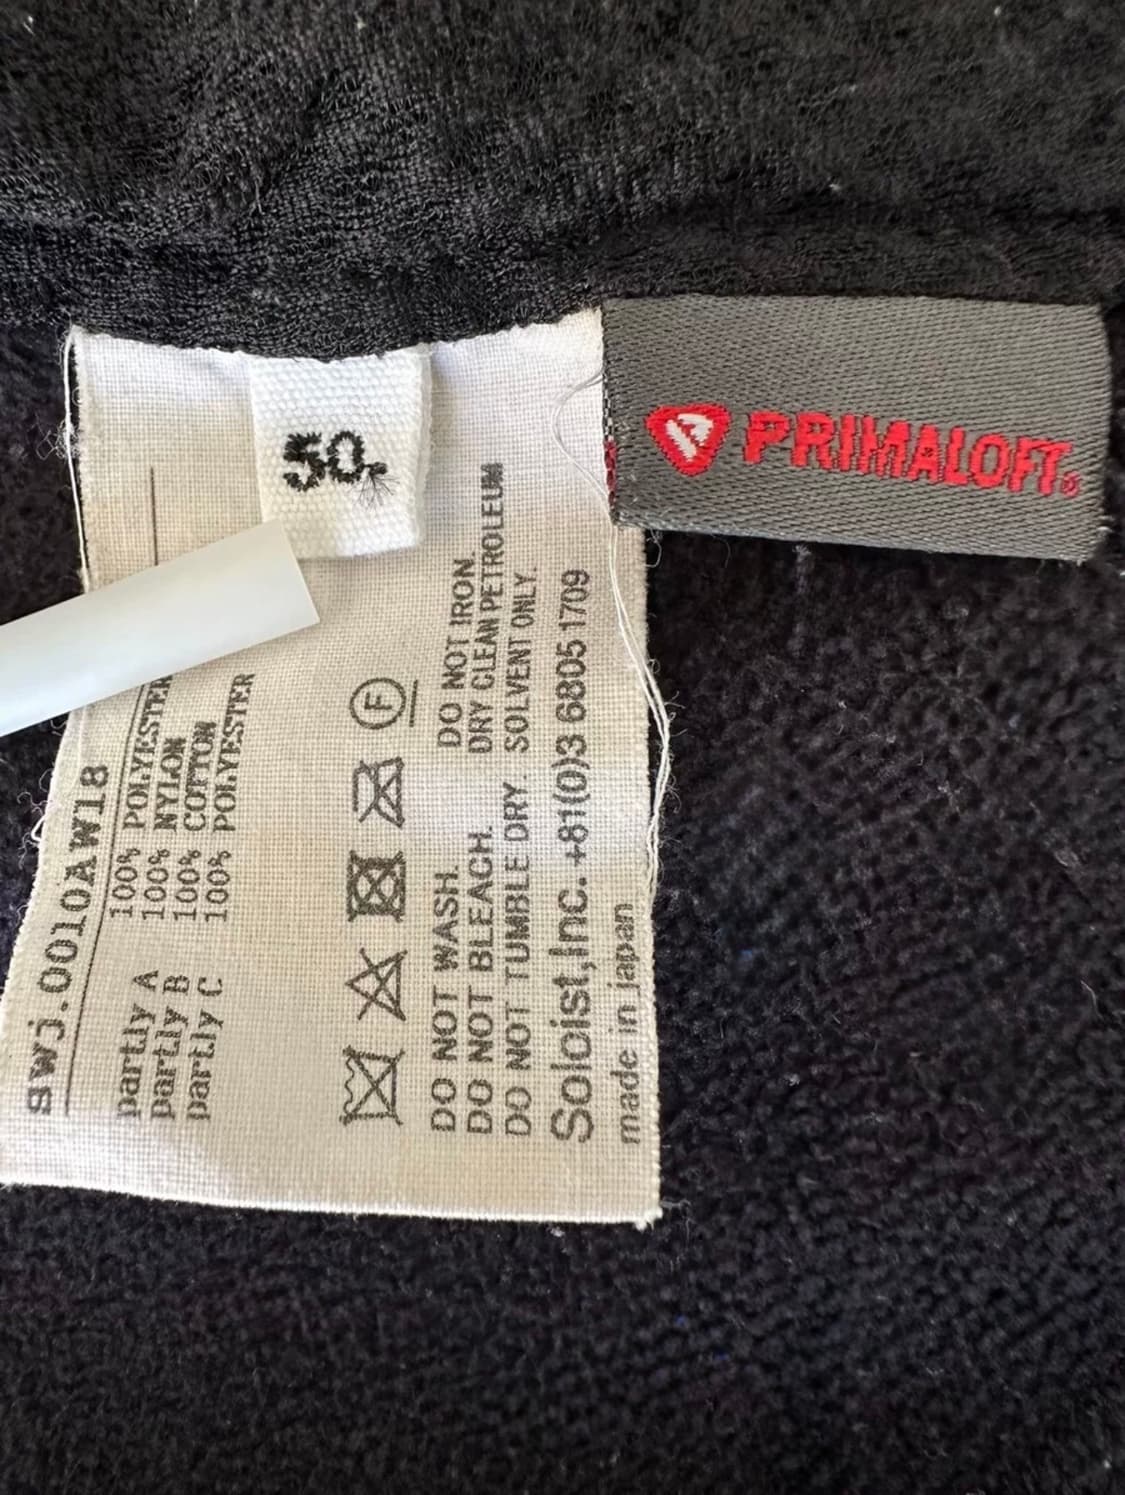 50
PRIMALOFT®
swj.0010AW18
100% POLYESTER
partly A 100% NYLON
partly B 100% COTTON
partly C 100% POLYESTER
F
DO NOT WASH. DO NOT IRON.
DO NOT BLEACH. DRY CLEAN PETROLEUM
DO NOT TUMBLE DRY. SOLVENT ONLY.
Soloist,Inc. +81(0)3 6805 1709
made in japan